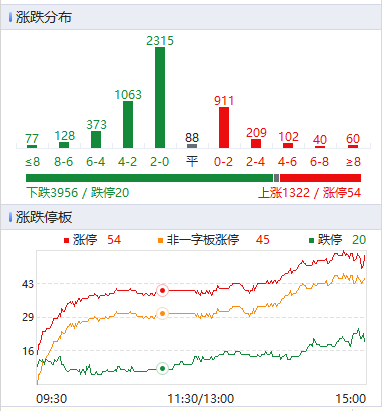 涨跌分布
77 128 373 1063 2315 88 911 209 102 40 60
≤8 8-6 6-4 4-2 2-0 平 0-2 2-4 4-6 6-8 ≥8
下跌3956 / 跌停20 上涨1322 / 涨停54
涨跌停板
涨停 54 非一字板涨停 45 跌停 20
43
29
16
09:30 11:30/13:00 15:00